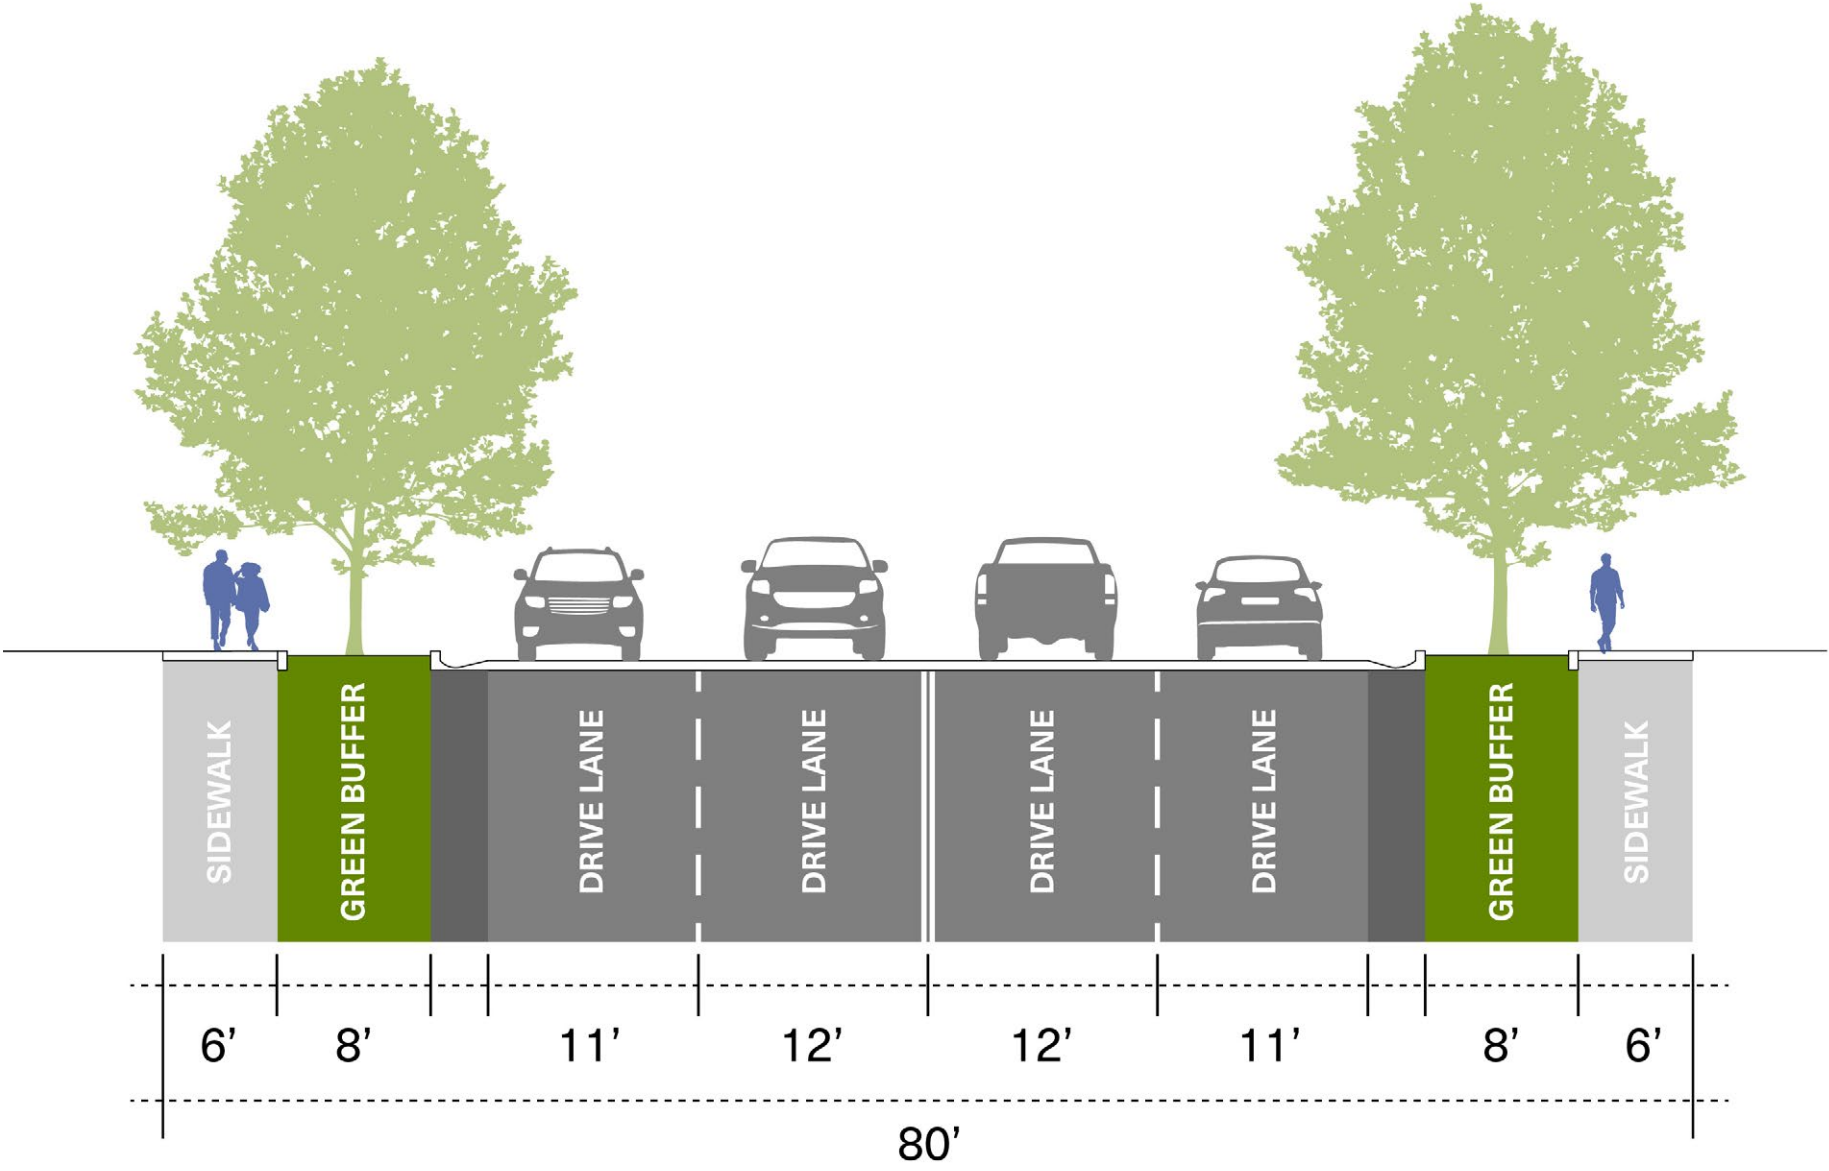 SIDEWALK
GREEN BUFFER
DRIVE LANE
DRIVE LANE
DRIVE LANE
DRIVE LANE
GREEN BUFFER
SIDEWALK
6’
8’
11’
12’
12’
11’
8’
6’
80’